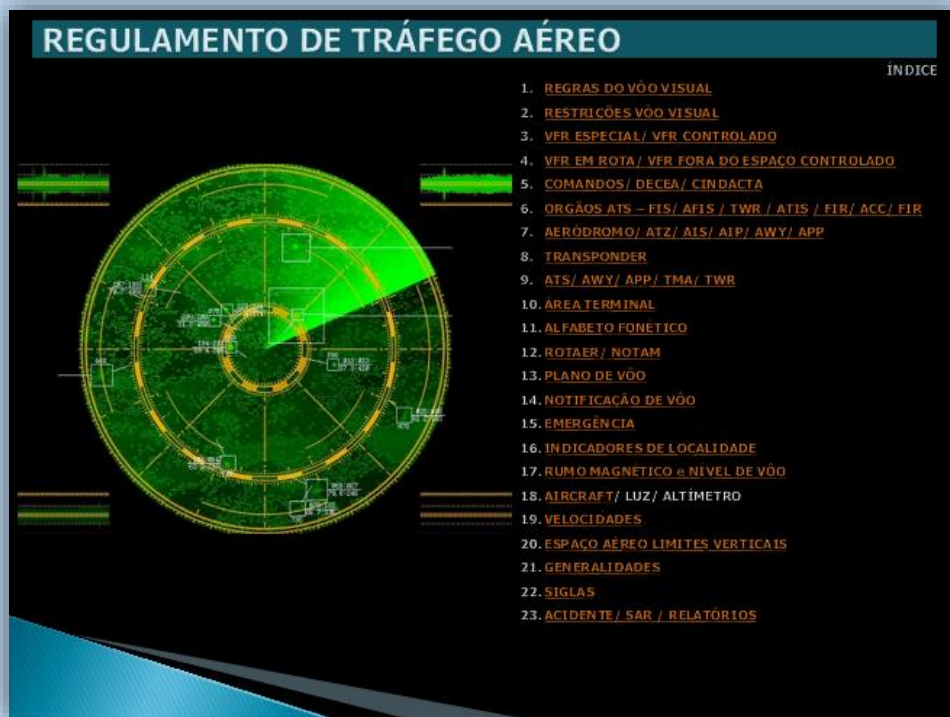 REGULAMENTO DE TRÁFEGO AÉREO
ÍNDICE
1. REGRAS DO VÔO VISUAL
2. RESTRIÇÕES VÔO VISUAL
3. VFR ESPECIAL/ VFR CONTROLADO
4. VFR EM ROTA/ VFR FORA DO ESPAÇO CONTROLADO
5. COMANDOS/ DECEA/ CINDACTA
6. ORGÃOS ATS – FIS/ AFIS / TWR / ATIS / FIR/ ACC/ FIR
7. AERÓDROMO/ ATZ/ AIS/ AIP/ AWY/ APP
8. TRANSPONDER
9. ATS/ AWY/ APP/ TMA/ TWR
10. ÁREA TERMINAL
11. ALFABETO FONÉTICO
12. ROTAER/ NOTAM
13. PLANO DE VÔO
14. NOTIFICAÇÃO DE VÔO
15. EMERGÊNCIA
16. INDICADORES DE LOCALIDADE
17. RUMO MAGNÉTICO e NÍVEL DE VÔO
18. AIRCRAFT/ LUZ/ ALTÍMETRO
19. VELOCIDADES
20. ESPAÇO AÉREO LIMITES VERTICAIS
21. GENERALIDADES
22. SIGLAS
23. ACIDENTE/ SAR / RELATÓRIOS